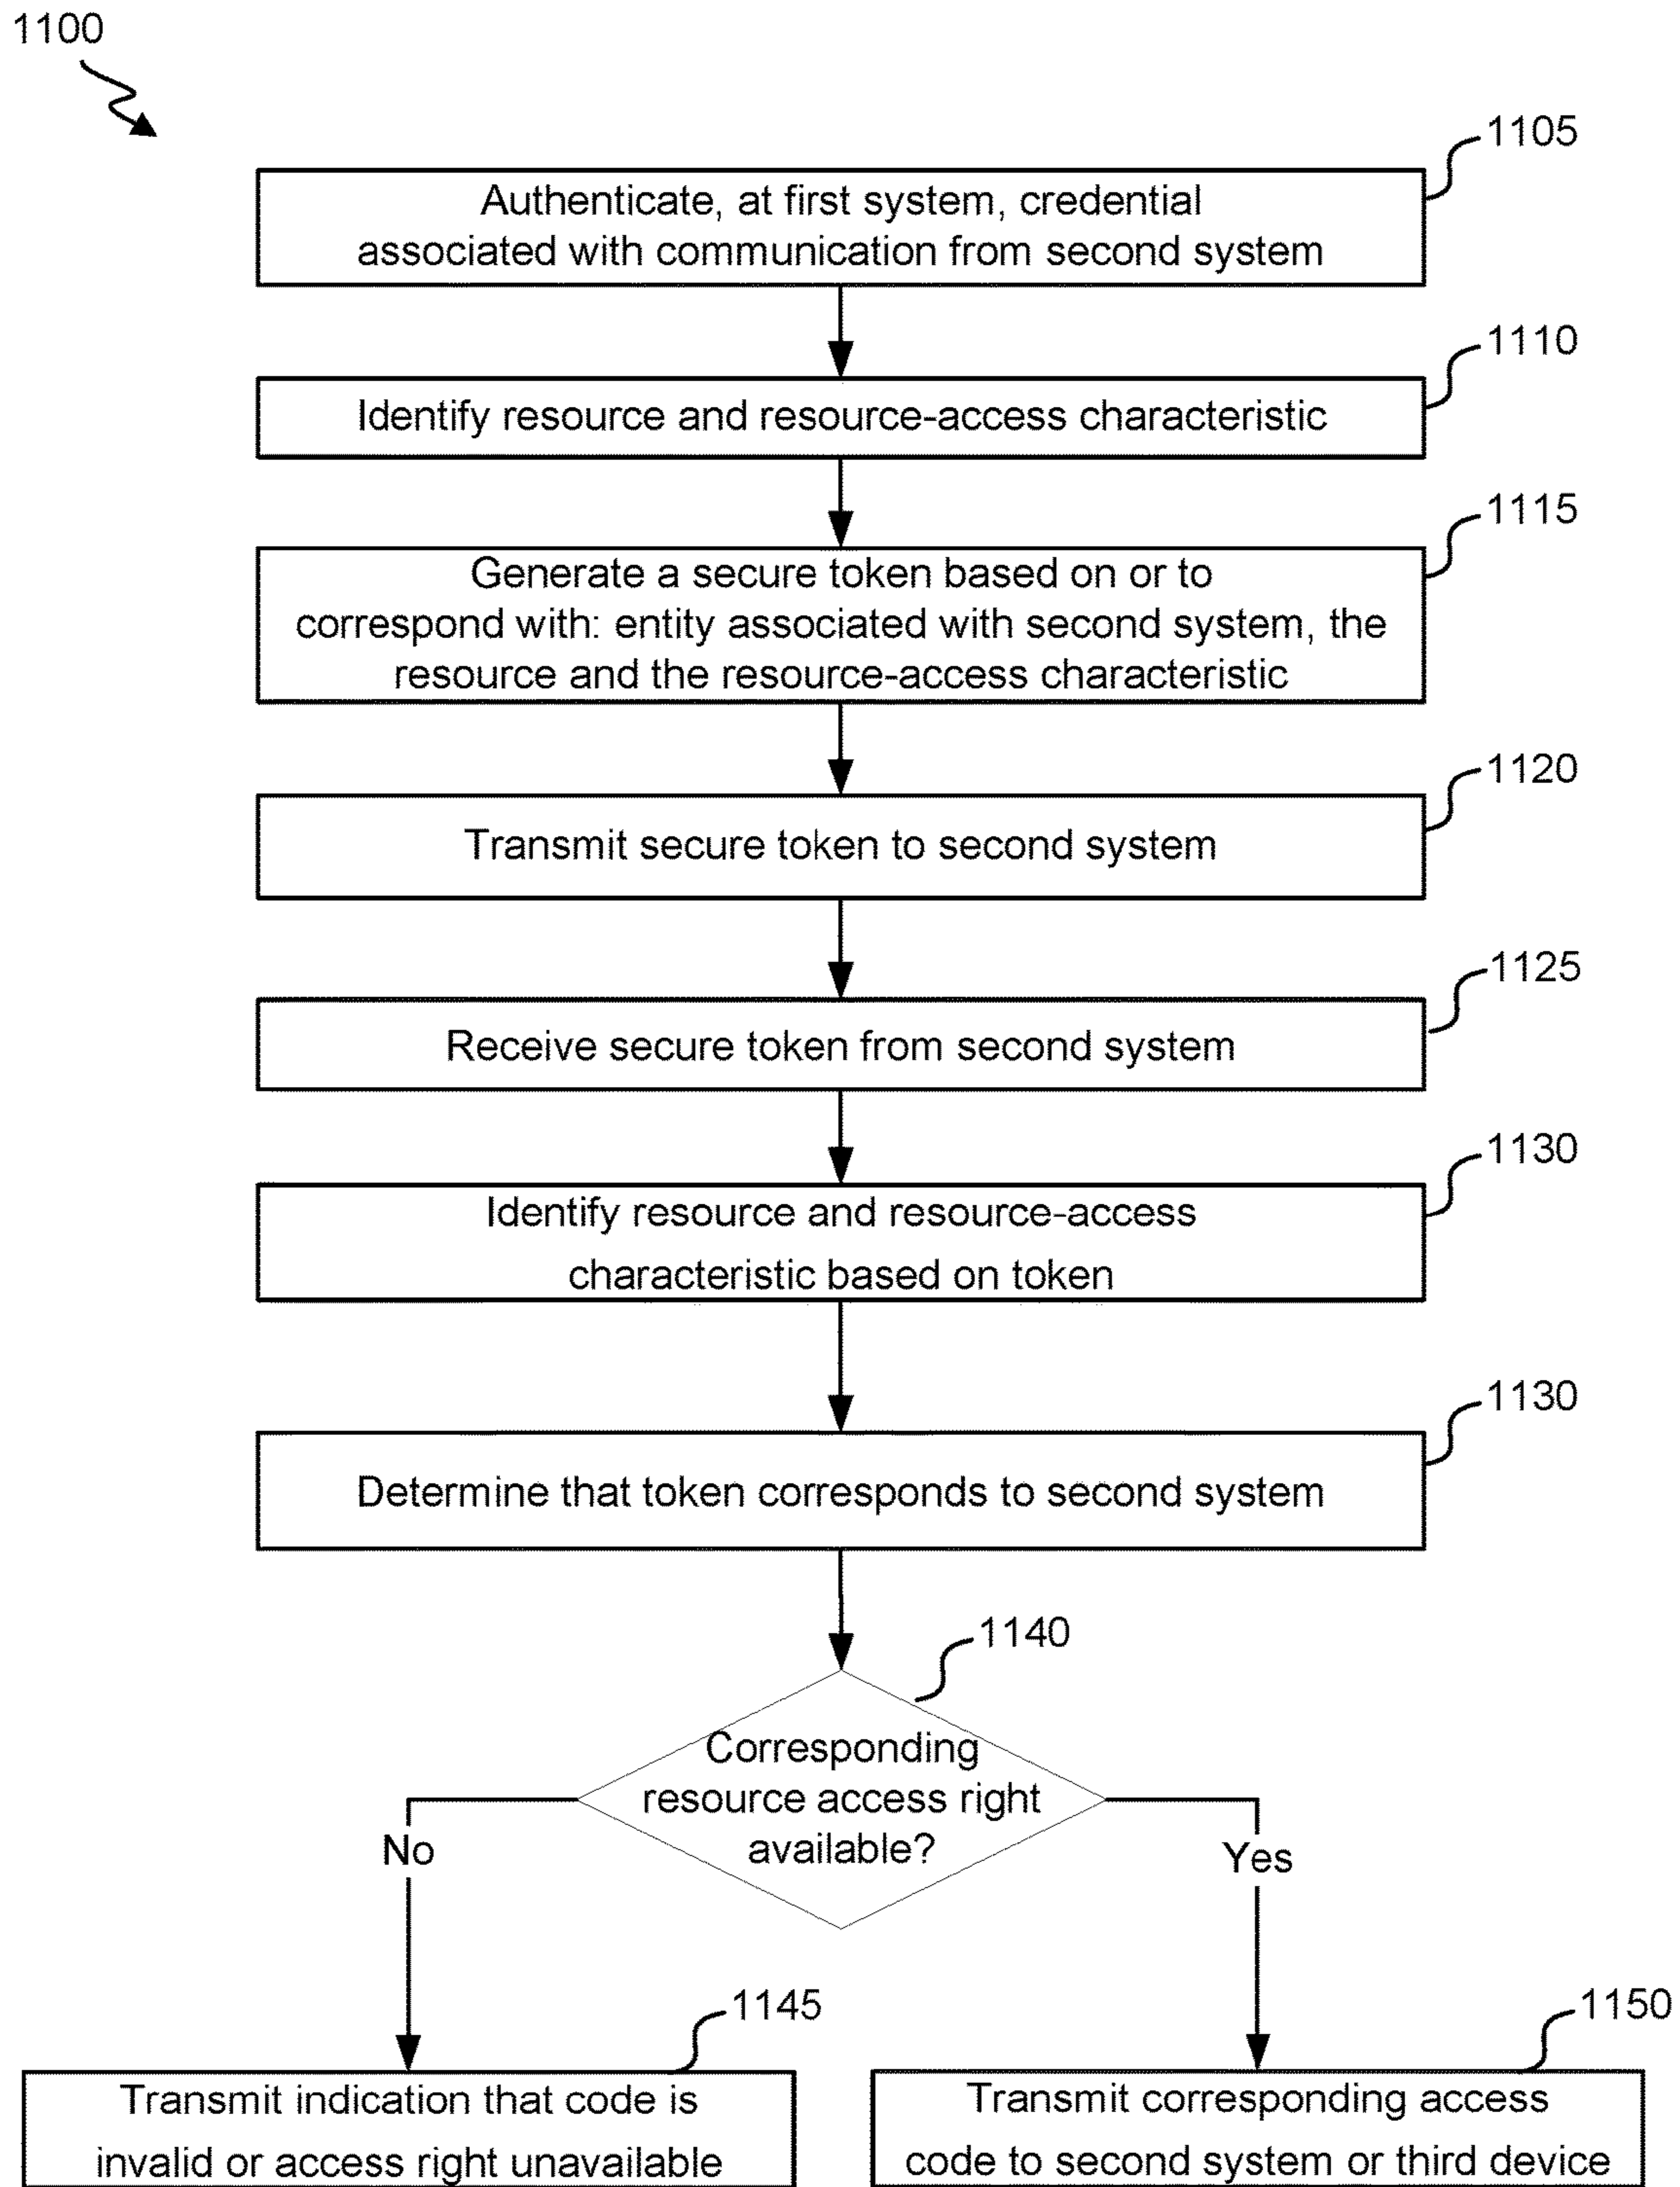 1100
1105
Authenticate, at first system, credential
associated with communication from second system
1110
Identify resource and resource-access characteristic
1115
Generate a secure token based on or to
correspond with: entity associated with second system, the
resource and the resource-access characteristic
1120
Transmit secure token to second system
1125
Receive secure token from second system
1130
Identify resource and resource-access
characteristic based on token
1130
Determine that token corresponds to second system
1140
Corresponding
resource access right
available?
No
Yes
1145
Transmit indication that code is
invalid or access right unavailable
1150
Transmit corresponding access
code to second system or third device